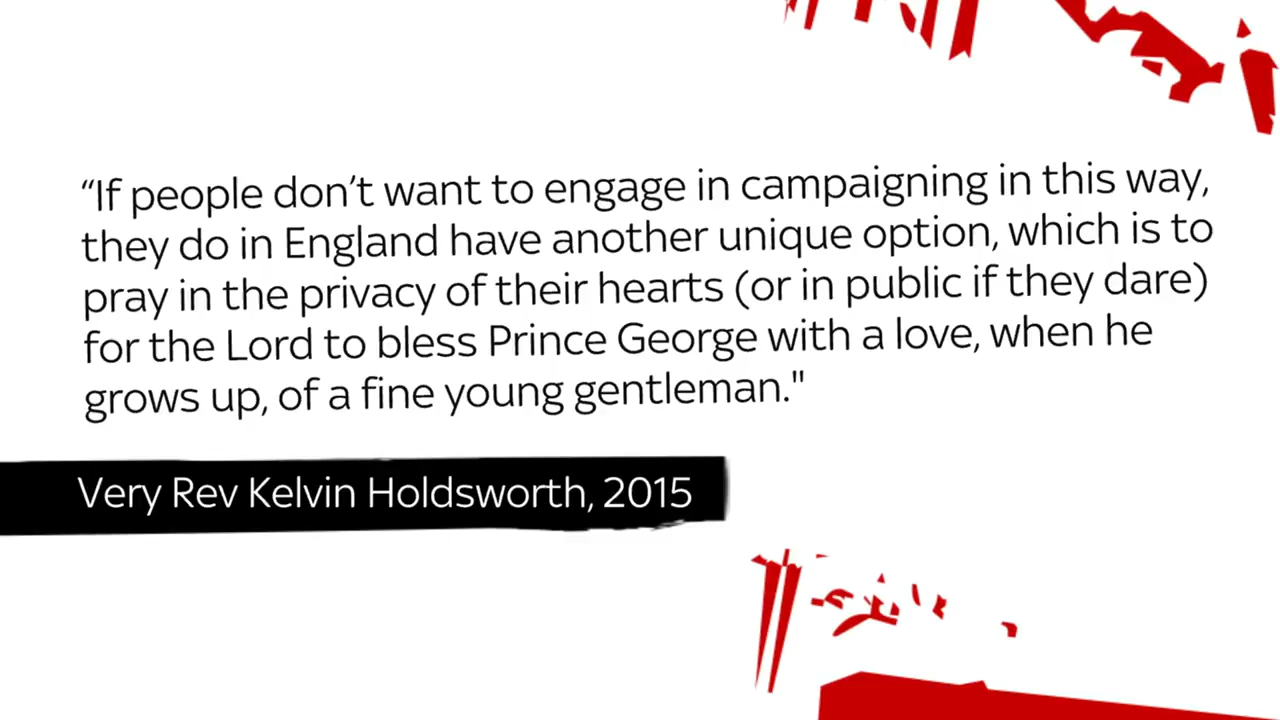 “If people don’t want to engage in campaigning in this way,
they do in England have another unique option, which is to
pray in the privacy of their hearts (or in public if they dare)
for the Lord to bless Prince George with a love, when he
grows up, of a fine young gentleman."
Very Rev Kelvin Holdsworth, 2015